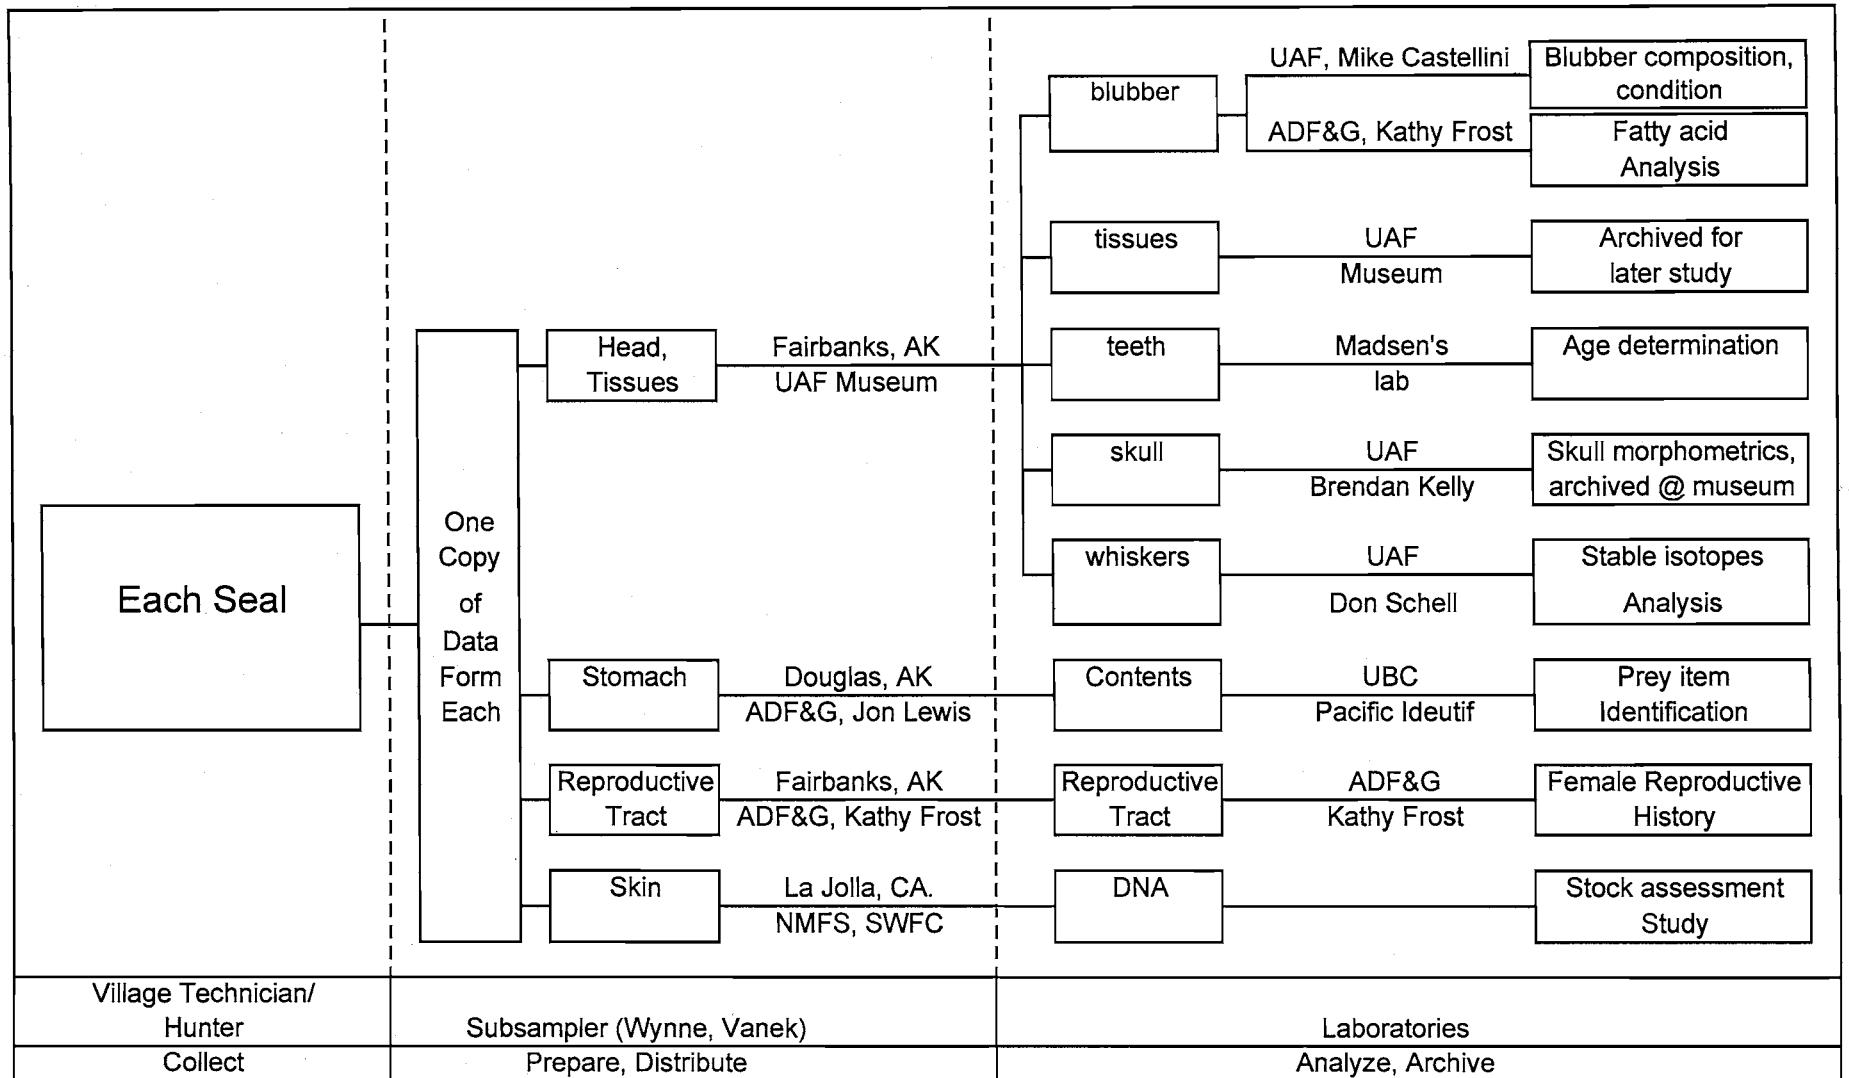 Each Seal
One
Copy
of
Data
Form
Each
Head,
Tissues
Fairbanks, AK
UAF Museum
blubber
UAF, Mike Castellini
Blubber composition,
condition
ADF&G, Kathy Frost
Fatty acid
Analysis
tissues
UAF
Museum
Archived for
later study
teeth
Madsen's
lab
Age determination
skull
UAF
Brendan Kelly
Skull morphometrics,
archived @ museum
whiskers
UAF
Don Schell
Stable isotopes
Analysis
Stomach
Douglas, AK
ADF&G, Jon Lewis
Contents
UBC
Pacific Ideutif
Prey item
Identification
Reproductive
Tract
Fairbanks, AK
ADF&G, Kathy Frost
Reproductive
Tract
ADF&G
Kathy Frost
Female Reproductive
History
Skin
La Jolla, CA.
NMFS, SWFC
DNA
Stock assessment
Study
Village Technician/
Hunter
Subsampler (Wynne, Vanek)
Laboratories
Collect
Prepare, Distribute
Analyze, Archive